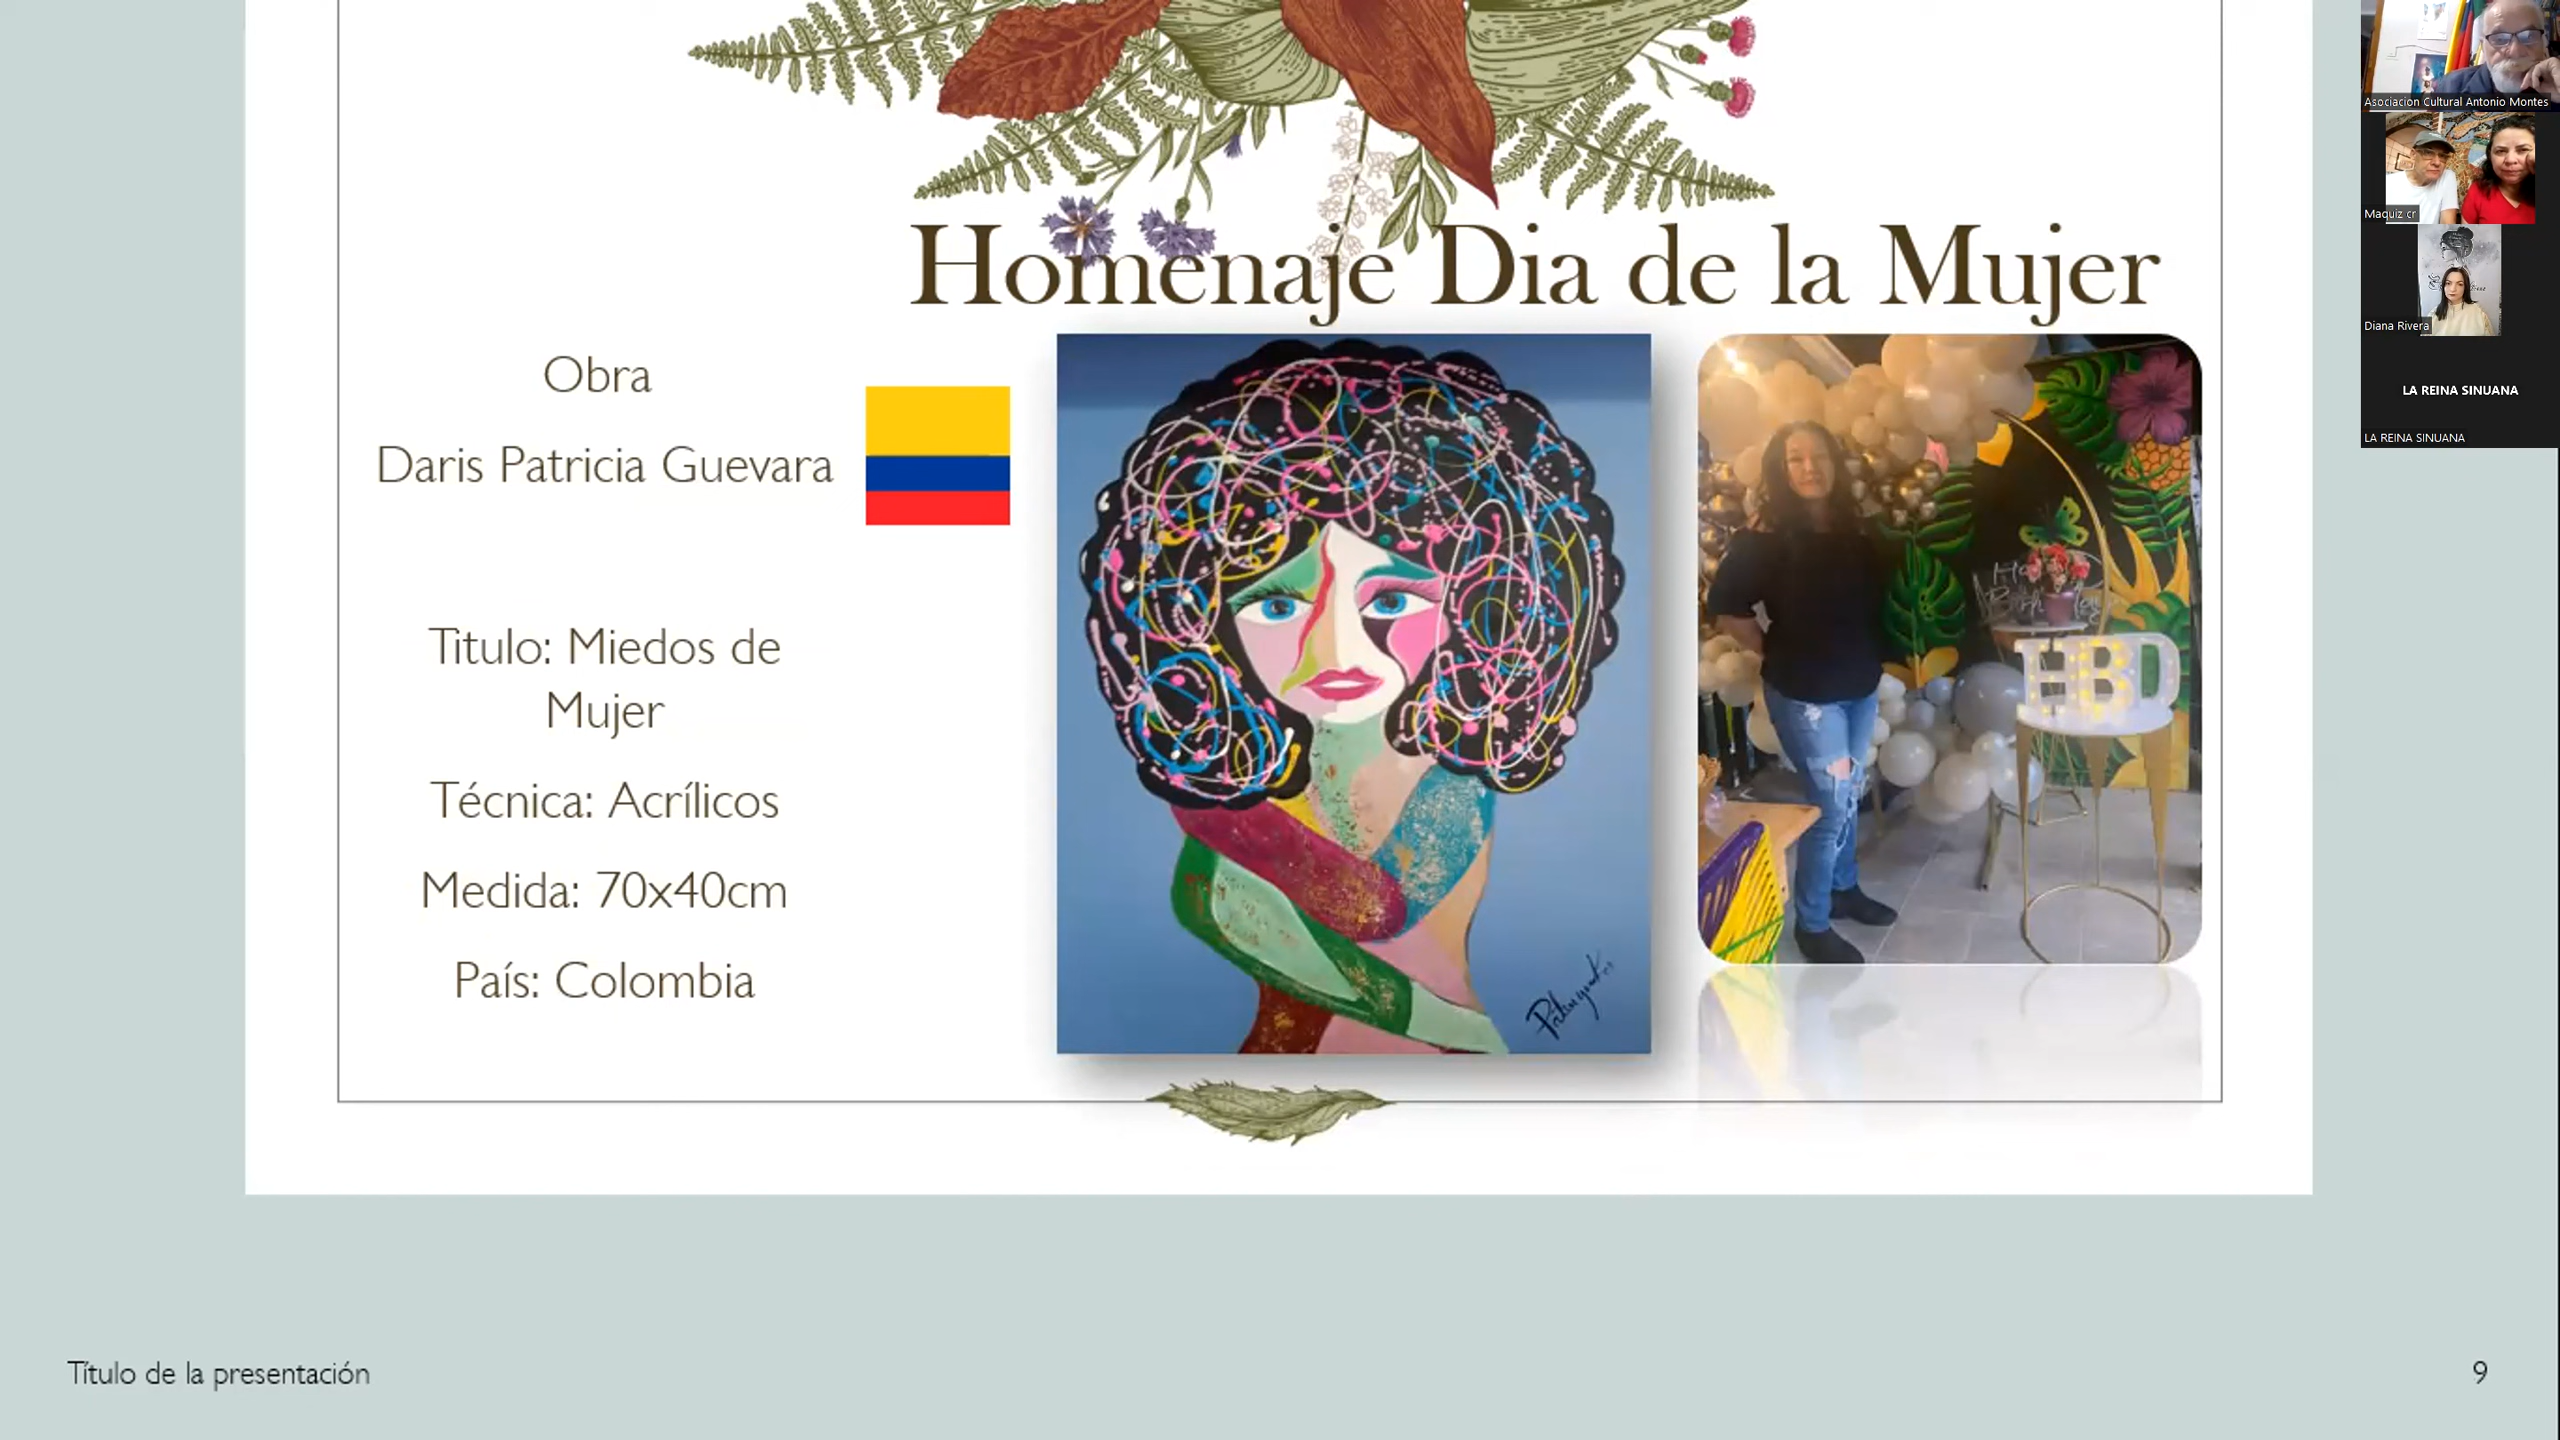 Homenaje Dia de la Mujer
Obra
Daris Patricia Guevara
Titulo: Miedos de
Mujer
Técnica: Acrílicos
Medida: 70x40cm
País: Colombia
HBD
Título de la presentación
9
Asociacion Cultural Antonio Montes
Maquiz cr
Diana Rivera
LA REINA SINUANA
LA REINA SINUANA